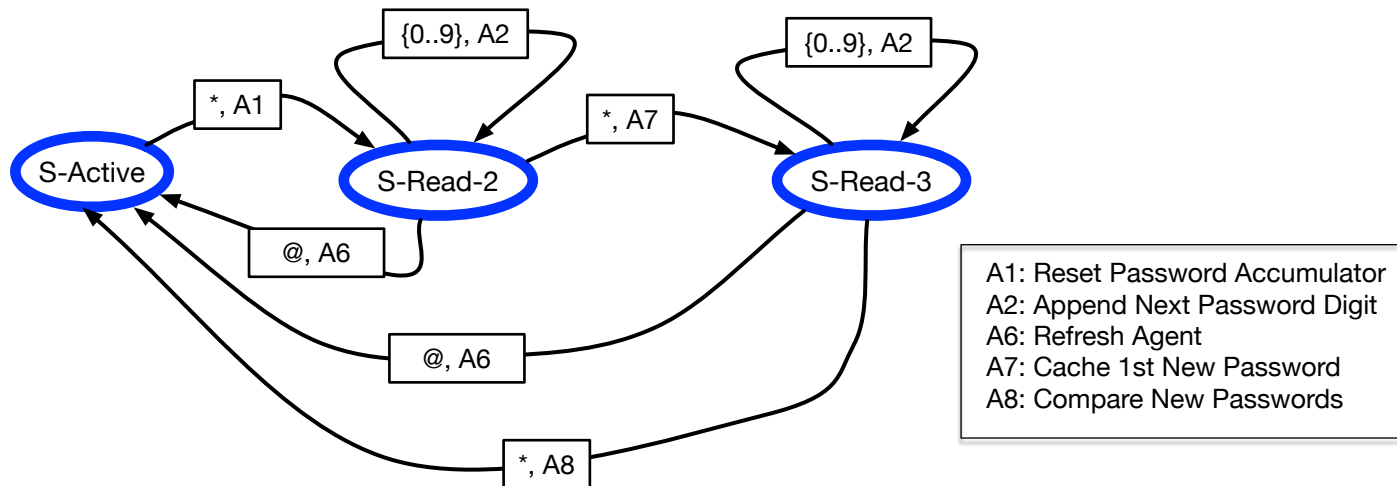 {0..9}, A2
{0..9}, A2
*, A1
*, A7
S-Active
S-Read-2
S-Read-3
@, A6
@, A6
*, A8
A1: Reset Password Accumulator
A2: Append Next Password Digit
A6: Refresh Agent
A7: Cache 1st New Password
A8: Compare New Passwords